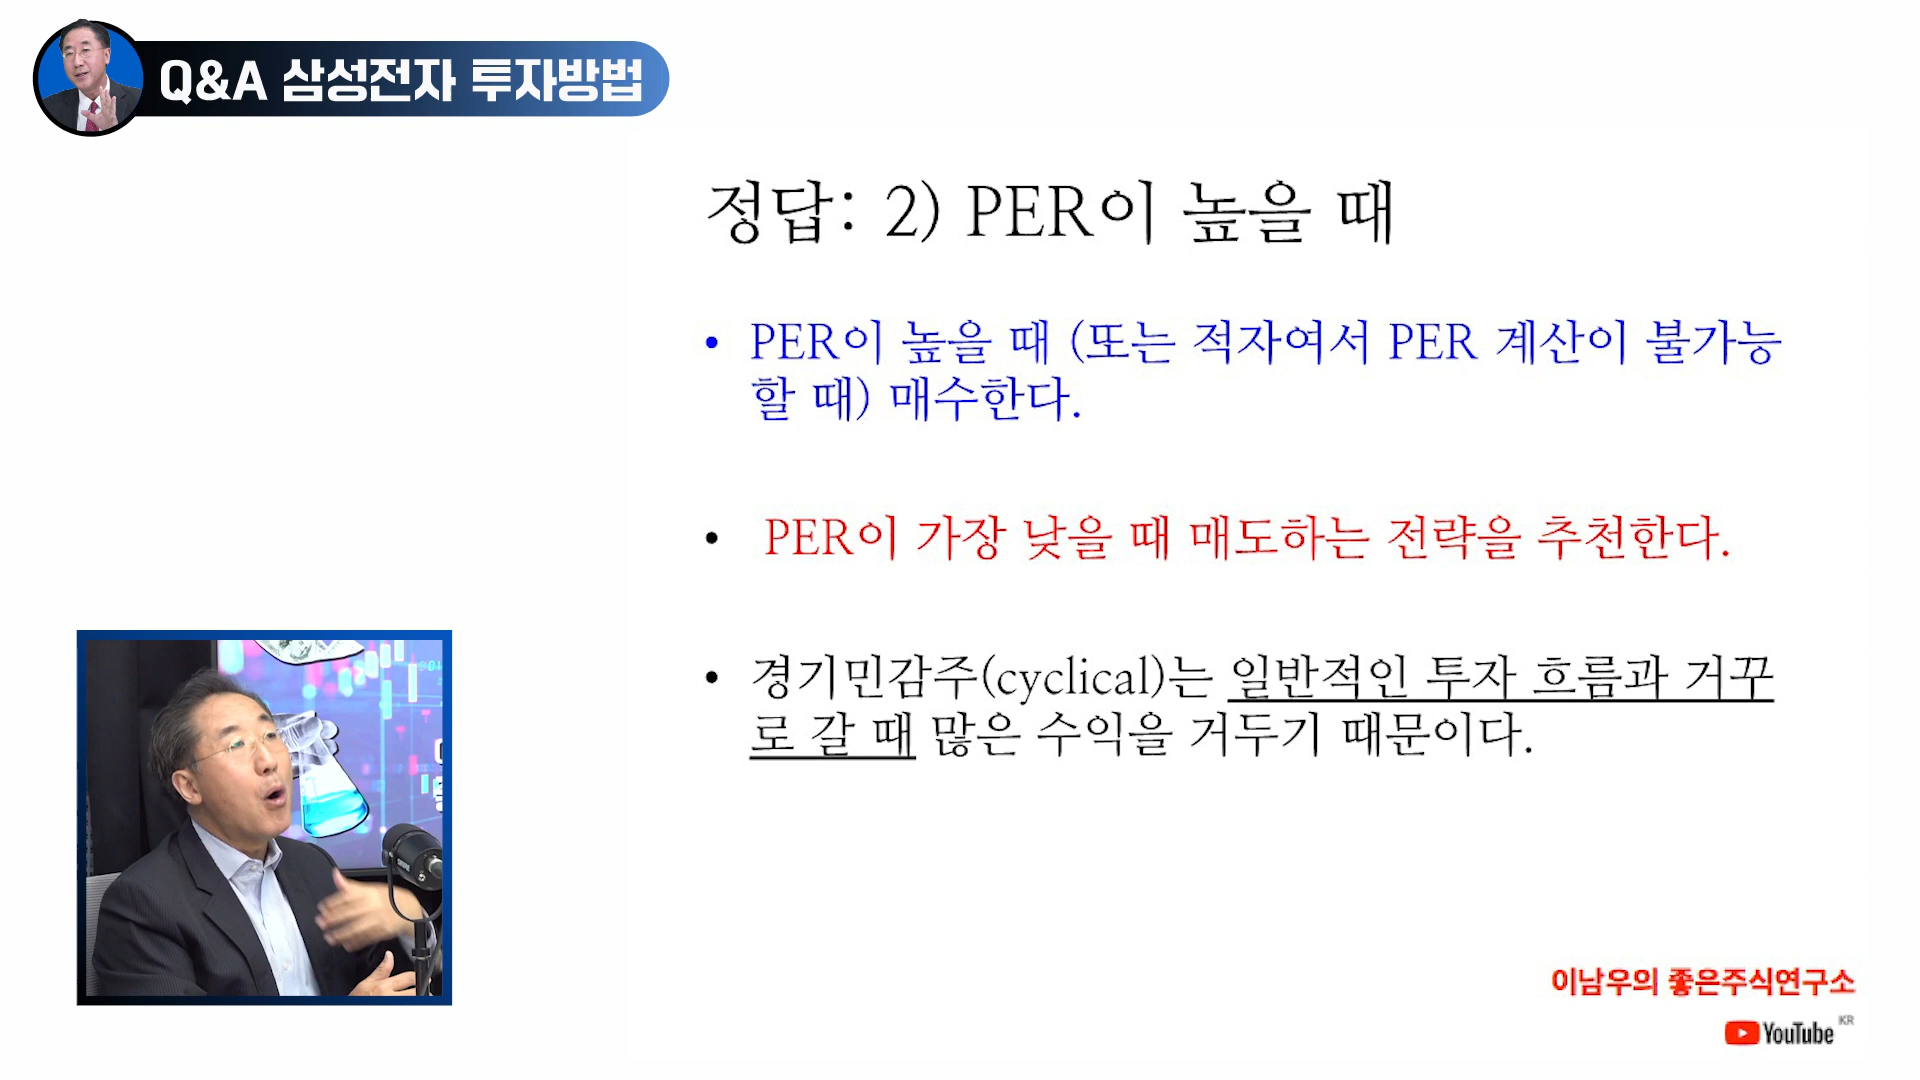 Q&A 삼성전자 투자방법
정답: 2) PER이 높을 때
• PER이 높을 때 (또는 적자여서 PER 계산이 불가능
할 때) 매수한다.
• PER이 가장 낮을 때 매도하는 전략을 추천한다.
• 경기민감주(cyclical)는 일반적인 투자 흐름과 거꾸
로 갈 때 많은 수익을 거두기 때문이다.
이남우의 좋은주식연구소
YouTube KR